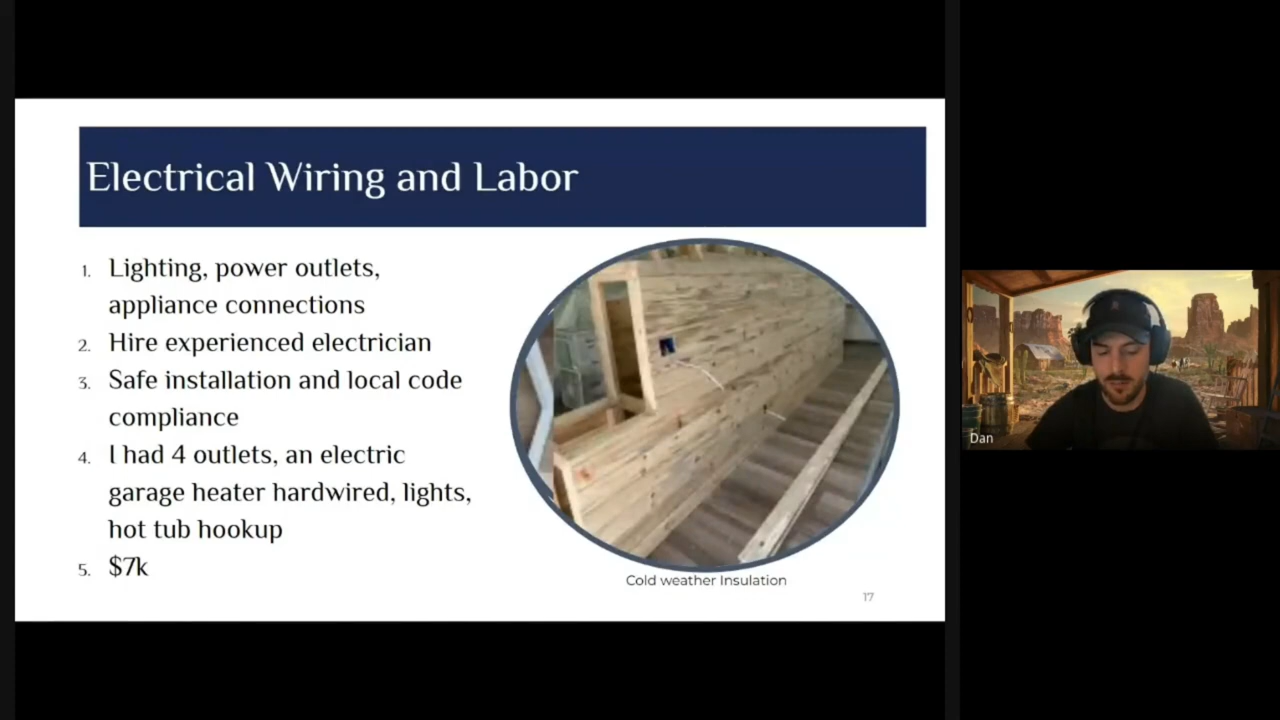 Electrical Wiring and Labor
1. Lighting, power outlets,
appliance connections
2. Hire experienced electrician
3. Safe installation and local code
compliance
4. I had 4 outlets, an electric
garage heater hardwired, lights,
hot tub hookup
5. $7k
Cold weather Insulation
17
Dan